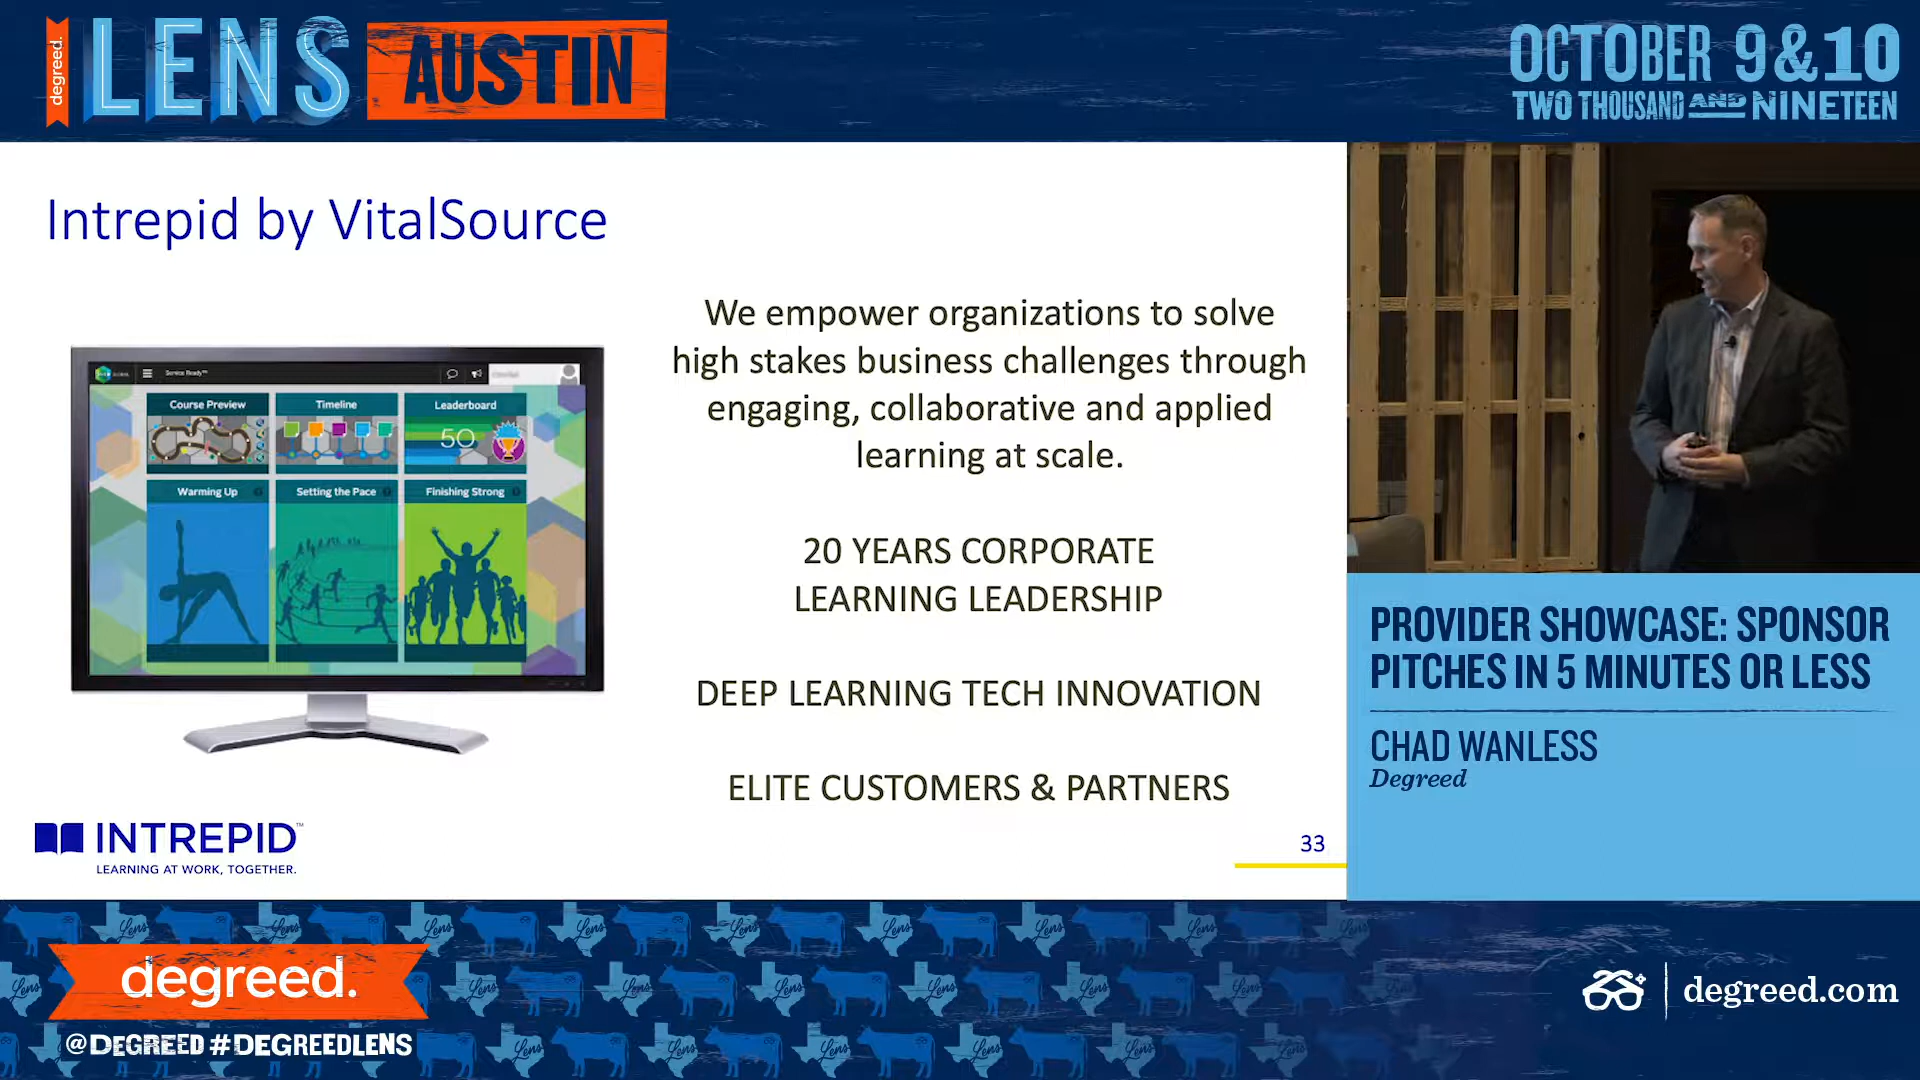 degreed.
LENS
AUSTIN
OCTOBER 9&10
TWO THOUSAND AND NINETEEN
Intrepid by VitalSource
Service Ready™
Course Preview
Timeline
Leaderboard
50
Warming Up
Setting the Pace
Finishing Strong
We empower organizations to solve
high stakes business challenges through
engaging, collaborative and applied
learning at scale.
20 YEARS CORPORATE
LEARNING LEADERSHIP
DEEP LEARNING TECH INNOVATION
ELITE CUSTOMERS & PARTNERS
INTREPID™
LEARNING AT WORK, TOGETHER.
33
PROVIDER SHOWCASE: SPONSOR
PITCHES IN 5 MINUTES OR LESS
CHAD WANLESS
Degreed
degreed.
@DEGREED #DEGREEDLENS
Lens
degreed.com